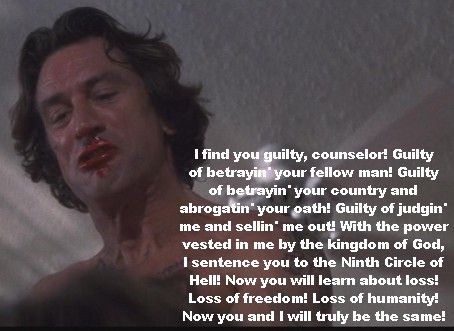 I find you guilty, counselor! Guilty
of betrayin' your fellow man! Guilty
of betrayin' your country and
abrogatin' your oath! Guilty of judgin'
me and sellin' me out! With the power
vested in me by the kingdom of God,
I sentence you to the Ninth Circle of
Hell! Now you will learn about loss!
Loss of freedom! Loss of humanity!
Now you and I will truly be the same!